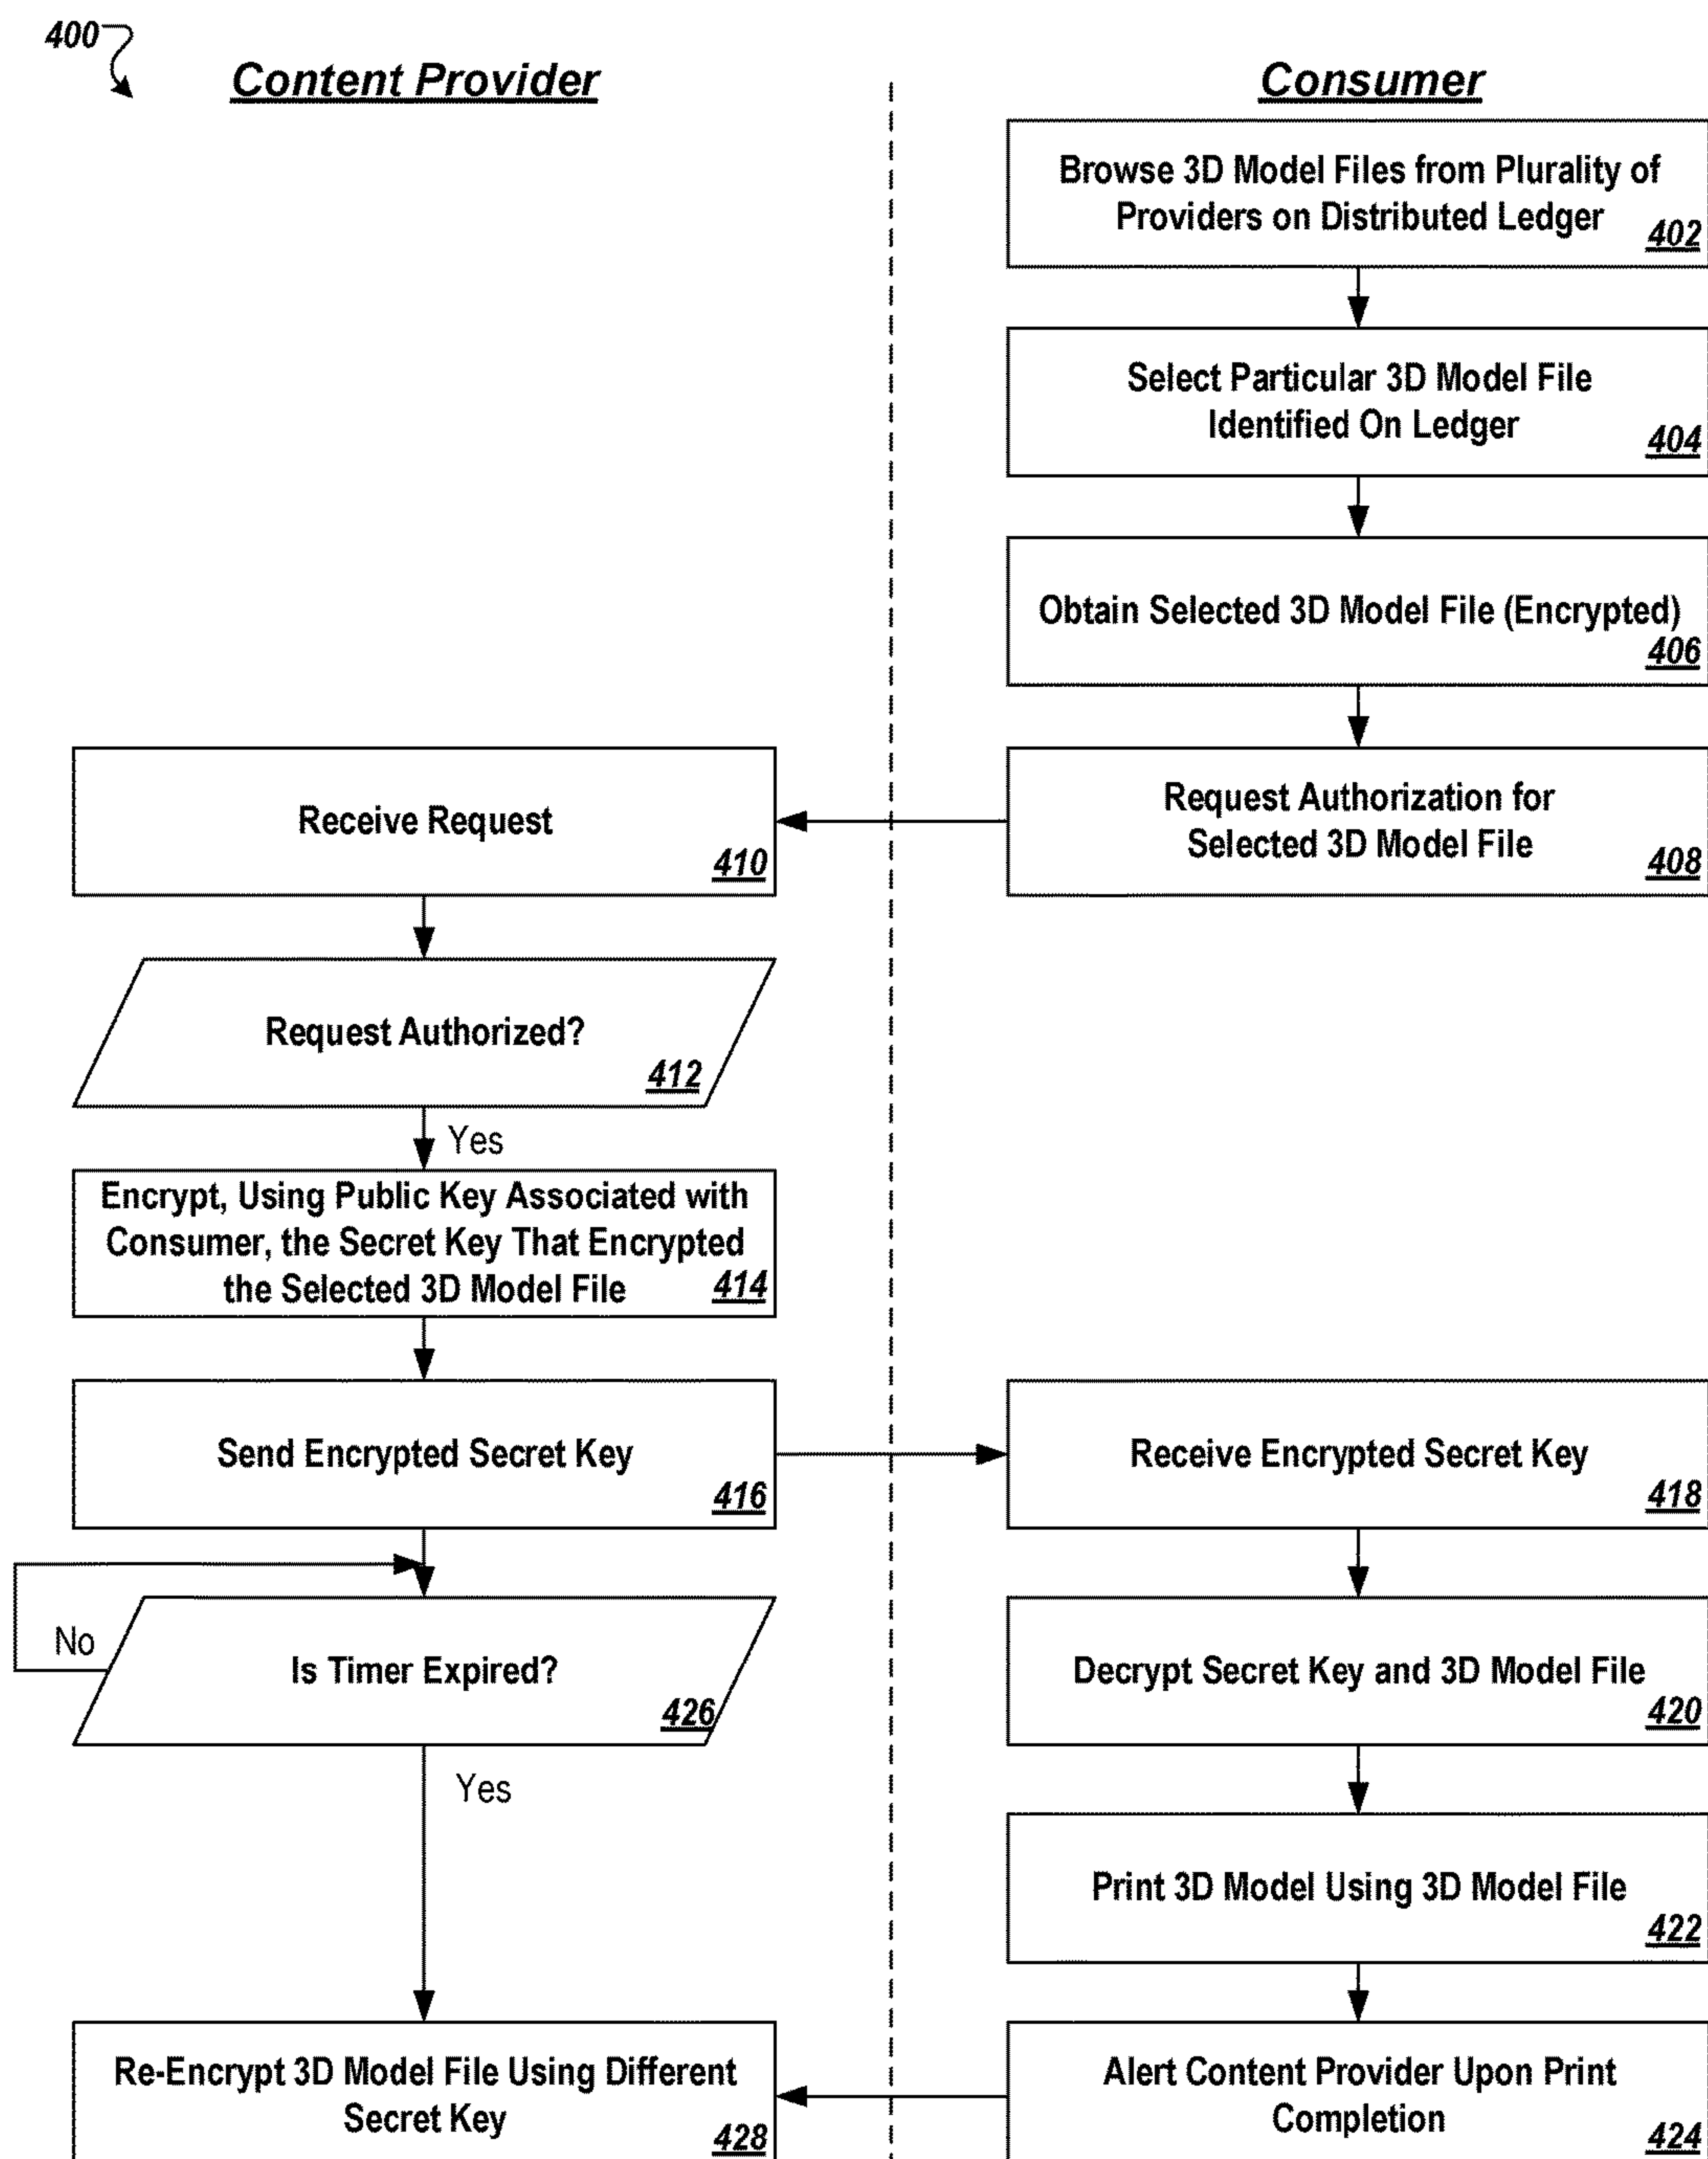 400
Content Provider
Consumer
Browse 3D Model Files from Plurality of
Providers on Distributed Ledger
402
Select Particular 3D Model File
Identified On Ledger
404
Obtain Selected 3D Model File (Encrypted)
406
Request Authorization for
Selected 3D Model File
408
Receive Request
410
Request Authorized?
412
Yes
Encrypt, Using Public Key Associated with
Consumer, the Secret Key That Encrypted
the Selected 3D Model File
414
Send Encrypted Secret Key
416
Receive Encrypted Secret Key
418
No
Is Timer Expired?
426
Yes
Decrypt Secret Key and 3D Model File
420
Print 3D Model Using 3D Model File
422
Re-Encrypt 3D Model File Using Different
Secret Key
428
Alert Content Provider Upon Print
Completion
424